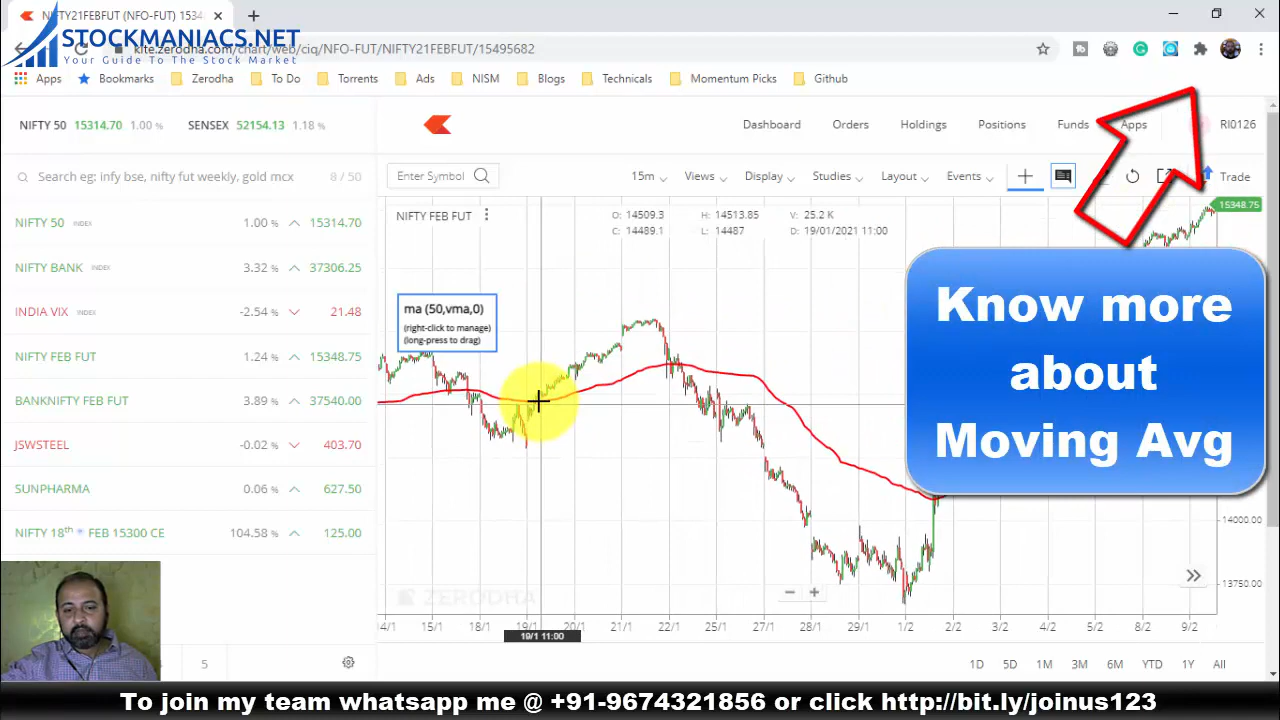 NIFTY21FEBFUT (NFO-FUT) 1534
STOCKMANIACS.NET
Your Guide To The Stock Market
kite.zerodha.com/chart/web/ciq/NFO-FUT/NIFTY21FEBFUT/15495682
Apps Bookmarks Zerodha To Do Torrents Ads NISM Blogs Technicals Momentum Picks Github
NIFTY 50 15314.70 1.00 % SENSEX 52154.13 1.18 %
Dashboard Orders Holdings Positions Funds Apps RI0126
Search eg: infy bse, nifty fut weekly, gold mcx 8 / 50
Enter Symbol 15m Views Display Studies Layout Events Trade
NIFTY 50 INDEX 1.00 % 15314.70
NIFTY BANK INDEX 3.32 % 37306.25
INDIA VIX INDEX -2.54 % 21.48
NIFTY FEB FUT 1.24 % 15348.75
BANKNIFTY FEB FUT 3.89 % 37540.00
JSWSTEEL -0.02 % 403.70
SUNPHARMA 0.06 % 627.50
NIFTY 18th FEB 15300 CE 104.58 % 125.00
5
NIFTY FEB FUT
O: 14509.3 H: 14513.85 V: 25.2 K
C: 14489.1 L: 14487 D: 19/01/2021 11:00
15348.75
ma (50,vma,0)
(right-click to manage)
(long-press to drag)
Know more
about
Moving Avg
14000.00
13750.00
ZERODHA
14/1 15/1 18/1 19/1 20/1 21/1 22/1 25/1 27/1 28/1 29/1 1/2 2/2 3/2 4/2 5/2 8/2 9/2
19/1 11:00
1D 5D 1M 3M 6M YTD 1Y All
To join my team whatsapp me @ +91-9674321856 or click http://bit.ly/joinus123